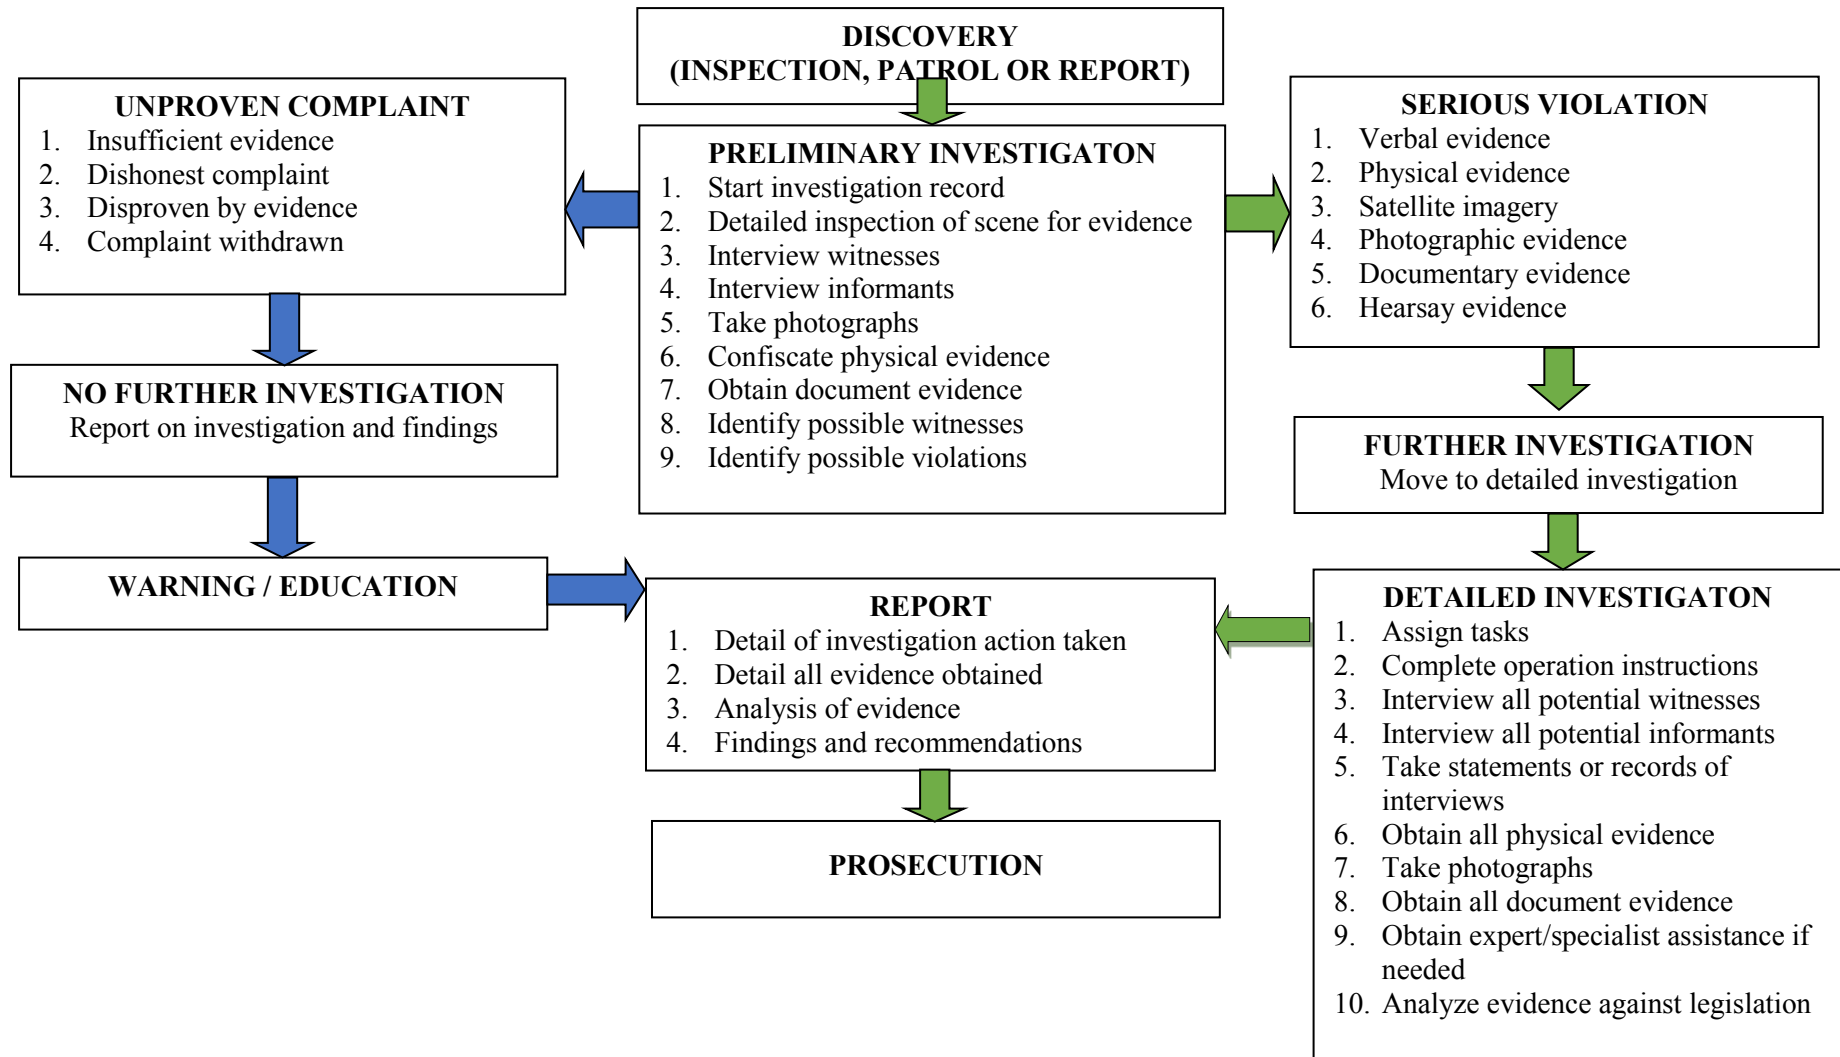 DISCOVERY
(INSPECTION, PATROL OR REPORT)
UNPROVEN COMPLAINT
1. Insufficient evidence
2. Dishonest complaint
3. Disproven by evidence
4. Complaint withdrawn
PRELIMINARY INVESTIGATON
1. Start investigation record
2. Detailed inspection of scene for evidence
3. Interview witnesses
4. Interview informants
5. Take photographs
6. Confiscate physical evidence
7. Obtain document evidence
8. Identify possible witnesses
9. Identify possible violations
SERIOUS VIOLATION
1. Verbal evidence
2. Physical evidence
3. Satellite imagery
4. Photographic evidence
5. Documentary evidence
6. Hearsay evidence
NO FURTHER INVESTIGATION
Report on investigation and findings
FURTHER INVESTIGATION
Move to detailed investigation
WARNING / EDUCATION
REPORT
1. Detail of investigation action taken
2. Detail all evidence obtained
3. Analysis of evidence
4. Findings and recommendations
DETAILED INVESTIGATON
1. Assign tasks
2. Complete operation instructions
3. Interview all potential witnesses
4. Interview all potential informants
5. Take statements or records of
interviews
6. Obtain all physical evidence
7. Take photographs
8. Obtain all document evidence
9. Obtain expert/specialist assistance if
needed
10. Analyze evidence against legislation
PROSECUTION